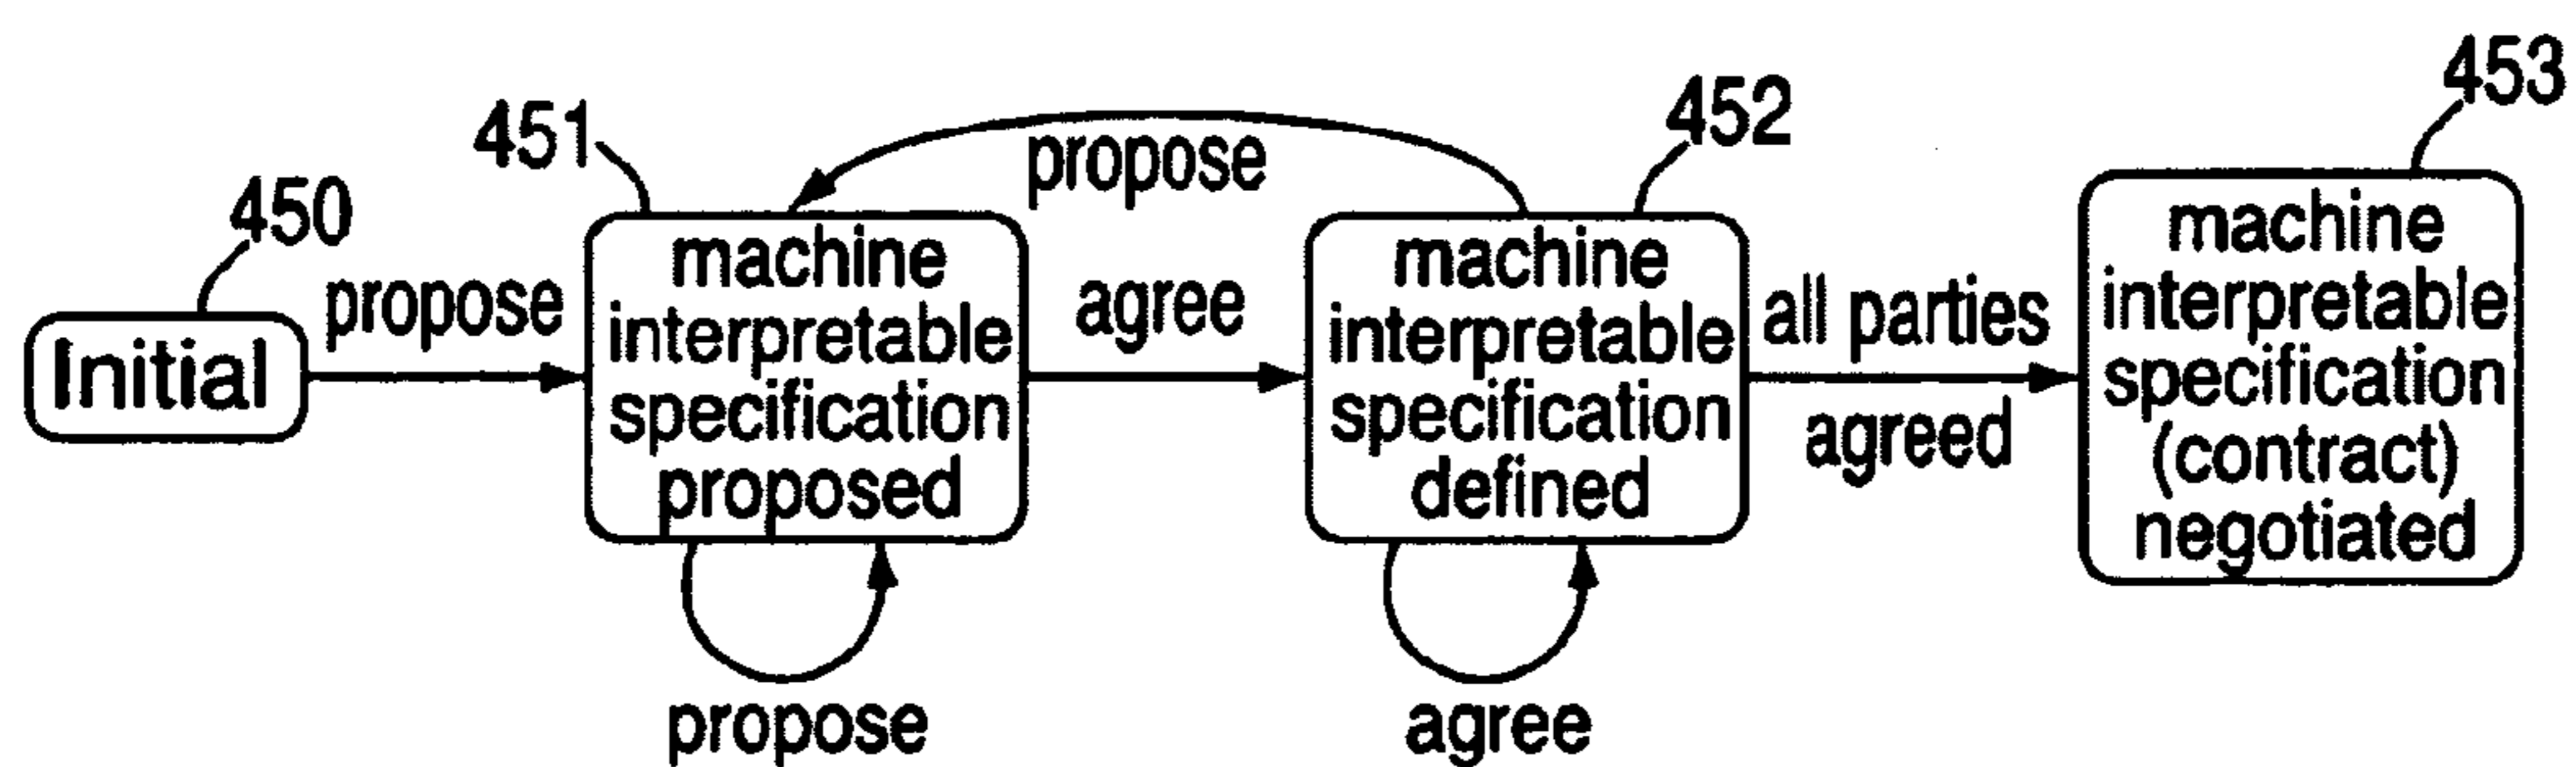 450
Initial
propose
451
machine
interpretable
specification
proposed
propose
propose
agree
452
machine
interpretable
specification
defined
agree
all parties
agreed
453
machine
interpretable
specification
(contract)
negotiated